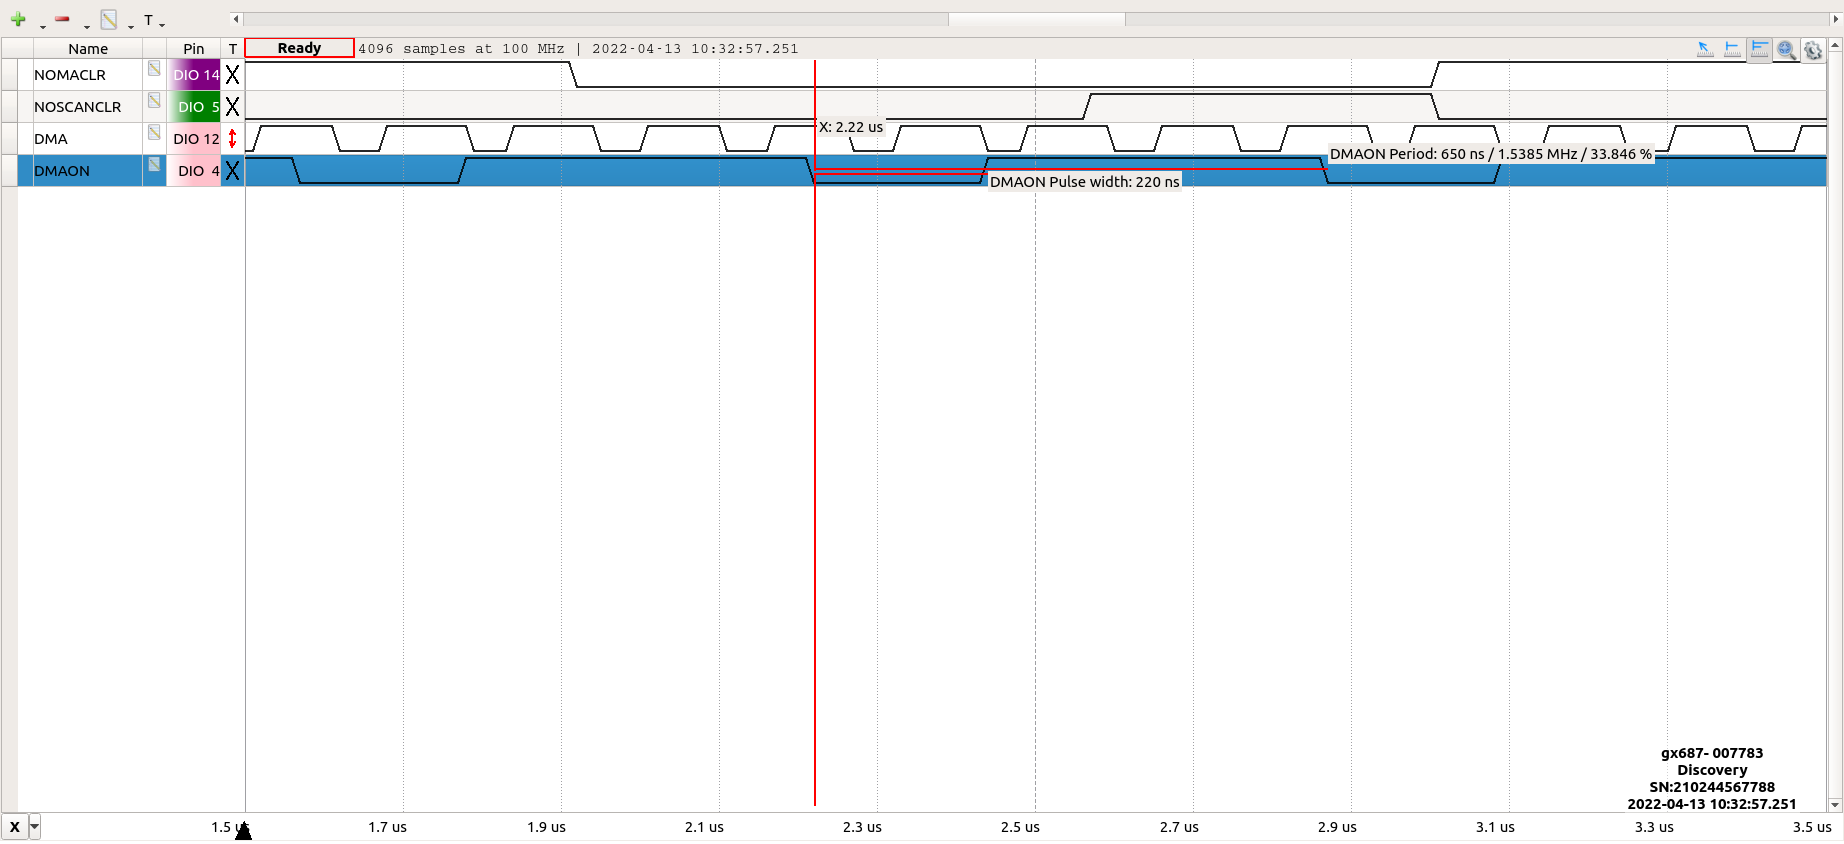 T
Name Pin T Ready 4096 samples at 100 MHz | 2022-04-13 10:32:57.251
NOMACLR DIO 14 X
NOSCANCLR DIO 5 X
X: 2.22 us
DMA DIO 12
DMAON Period: 650 ns / 1.5385 MHz / 33.846 %
DMAON DIO 4 X
DMAON Pulse width: 220 ns
gx687- 007783
Discovery
SN:210244567788
2022-04-13 10:32:57.251
X 1.5 us 1.7 us 1.9 us 2.1 us 2.3 us 2.5 us 2.7 us 2.9 us 3.1 us 3.3 us 3.5 us